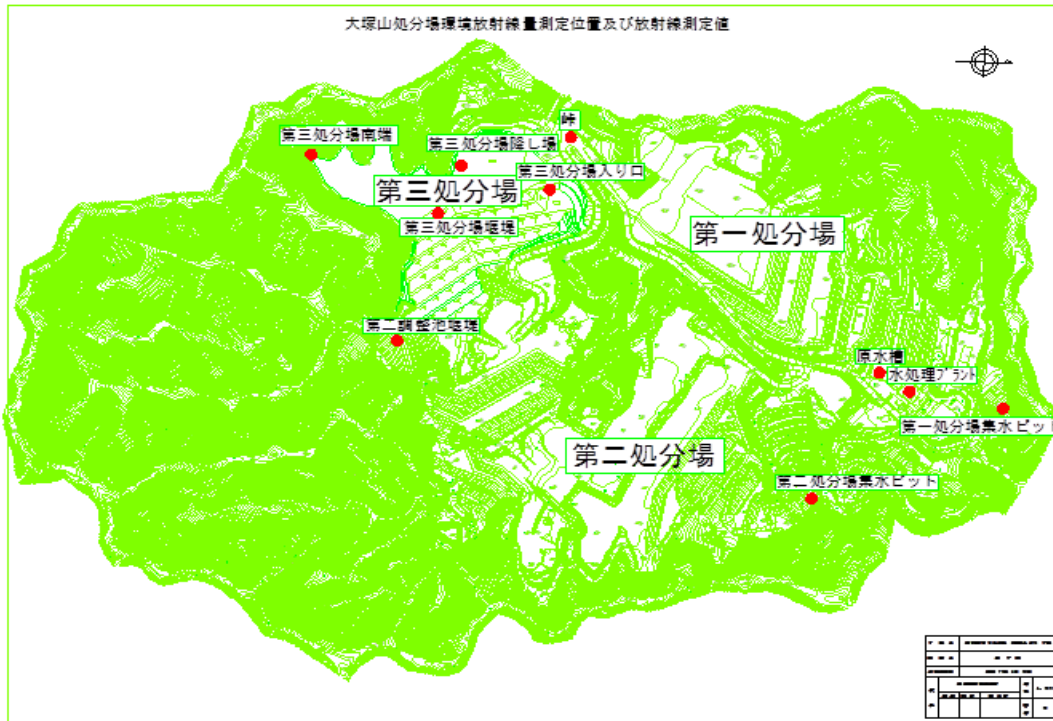 大塚山処分場環境放射線量測定位置及び放射線測定値
峠
第三処分場南端
第三処分場降し場
第三処分場入り口
第三処分場
第三処分場堰堤
第一処分場
第二調整池堰堤
原水槽
水処理プラント
第一処分場集水ピット
第二処分場
第二処分場集水ピット